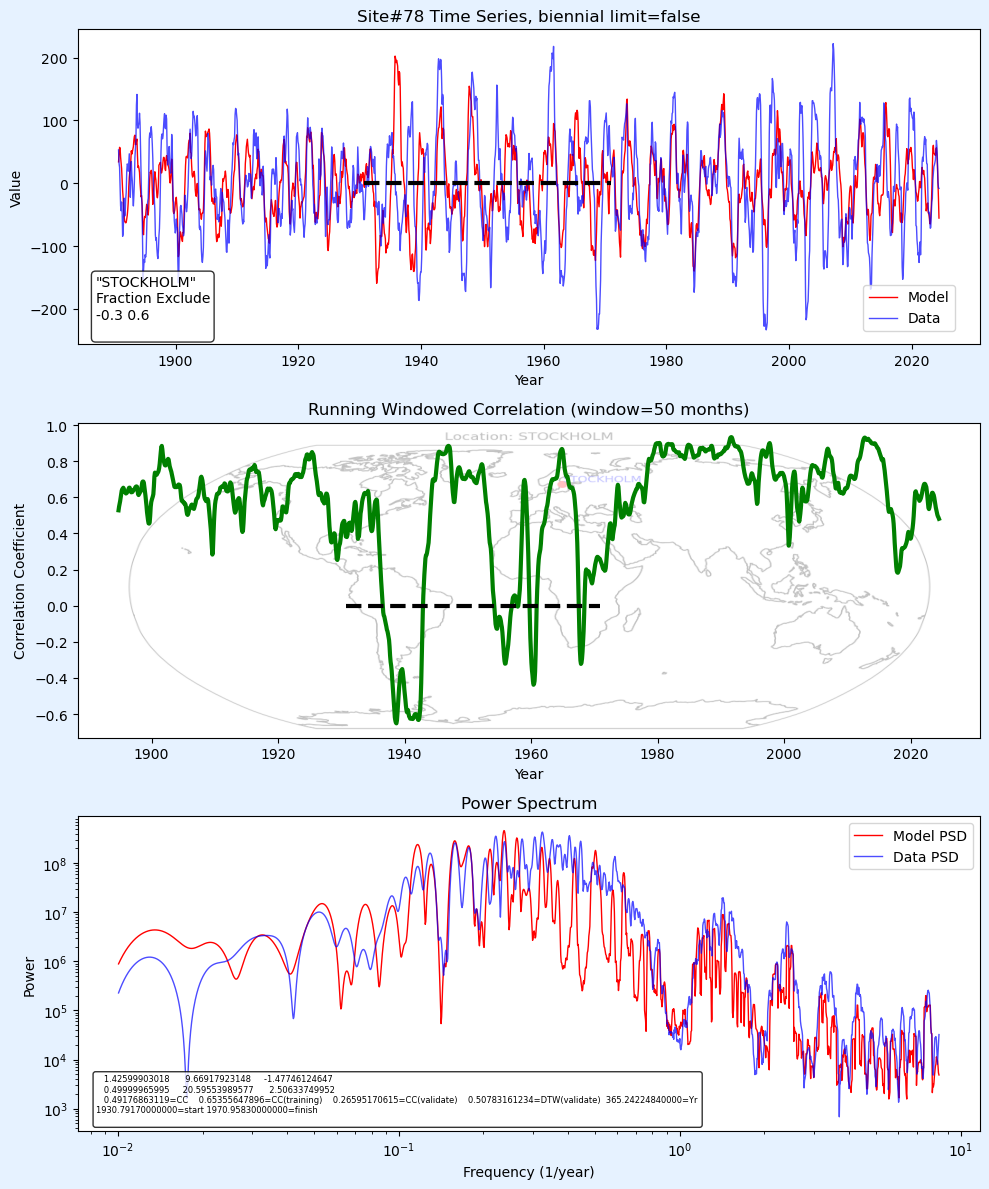 Site#78 Time Series, biennial limit=false
Value
200
100
0
−100
−200
"STOCKHOLM"
Fraction Exclude
-0.3 0.6
Model
Data
1900 1920 1940 1960 1980 2000 2020
Year
Running Windowed Correlation (window=50 months)
Location: STOCKHOLM
STOCKHOLM
Correlation Coefficient
1.0
0.8
0.6
0.4
0.2
0.0
−0.2
−0.4
−0.6
1900 1920 1940 1960 1980 2000 2020
Year
Power Spectrum
Model PSD
Data PSD
Power
10⁸
10⁷
10⁶
10⁵
10⁴
10³
1.42599903018 9.66917923148 -1.47746124647
0.49999965995 20.59553989577 2.50633749952
0.49176863119=CC 0.65355647896=CC(training) 0.26595170615=CC(validate) 0.50783161234=DTW(validate) 365.24224840000=Yr
1930.79170000000=start 1970.95830000000=finish
10⁻² 10⁻¹ 10⁰ 10¹
Frequency (1/year)